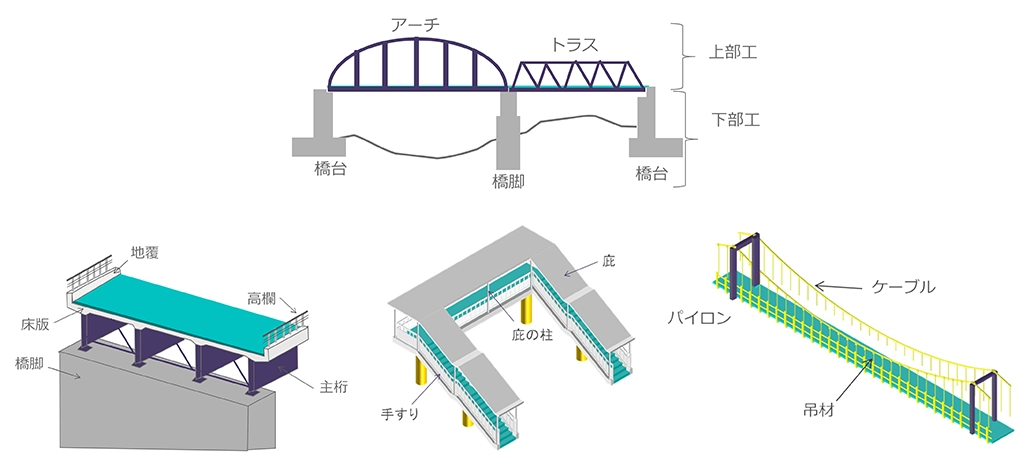 アーチ
トラス
上部工
下部工
橋台
橋脚
橋台
地覆
高欄
床版
橋脚
主桁
庇
庇の柱
手すり
ケーブル
パイロン
吊材